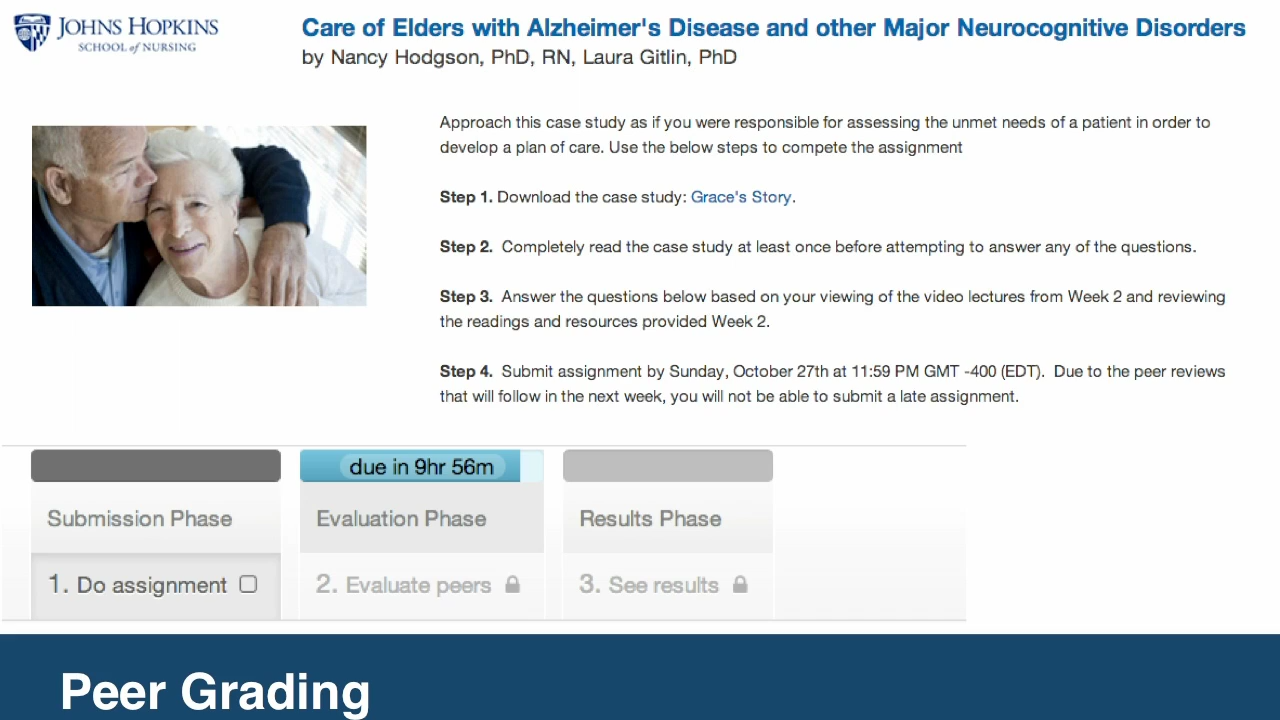 JOHNS HOPKINS
SCHOOL of NURSING
Care of Elders with Alzheimer's Disease and other Major Neurocognitive Disorders
by Nancy Hodgson, PhD, RN, Laura Gitlin, PhD
Approach this case study as if you were responsible for assessing the unmet needs of a patient in order to
develop a plan of care. Use the below steps to compete the assignment
Step 1. Download the case study: Grace's Story.
Step 2. Completely read the case study at least once before attempting to answer any of the questions.
Step 3. Answer the questions below based on your viewing of the video lectures from Week 2 and reviewing
the readings and resources provided Week 2.
Step 4. Submit assignment by Sunday, October 27th at 11:59 PM GMT -400 (EDT). Due to the peer reviews
that will follow in the next week, you will not be able to submit a late assignment.
due in 9hr 56m
Submission Phase
Evaluation Phase
Results Phase
1. Do assignment
2. Evaluate peers
3. See results
Peer Grading